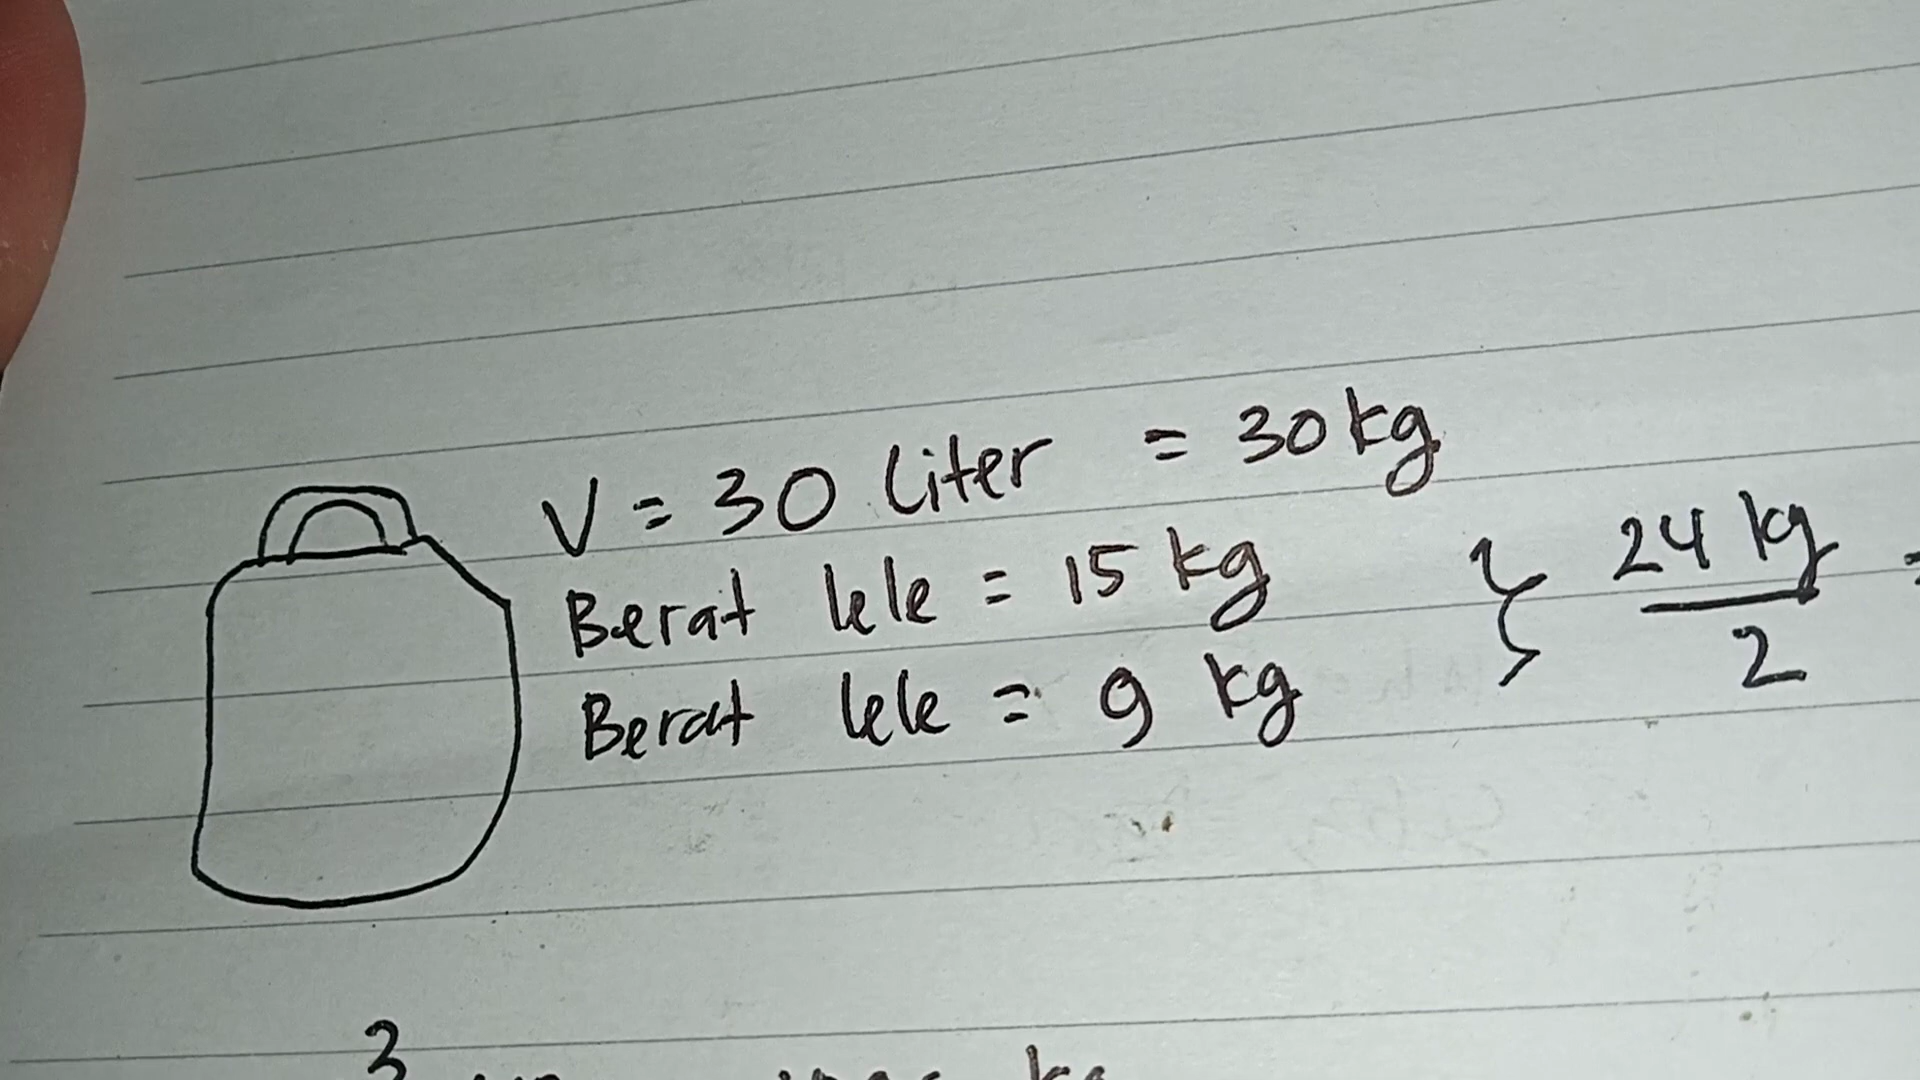 V = 30 Liter = 30 kg
Berat lele = 15 kg
Berat lele = 9 kg
} 24 kg
2
=
3